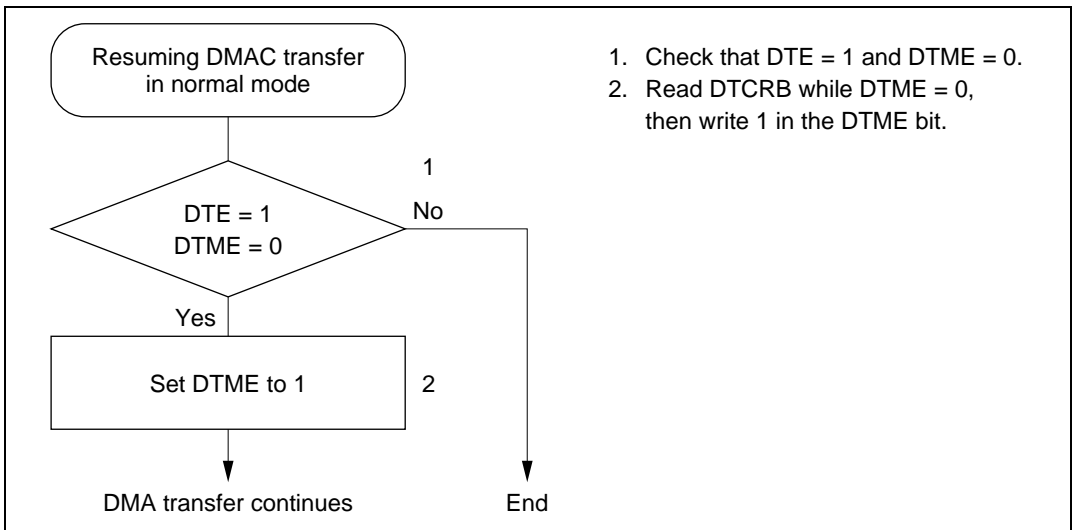 Resuming DMAC transfer
in normal mode
1. Check that DTE = 1 and DTME = 0.
2. Read DTCRB while DTME = 0,
then write 1 in the DTME bit.
1
DTE = 1
DTME = 0
No
Yes
Set DTME to 1
2
DMA transfer continues
End